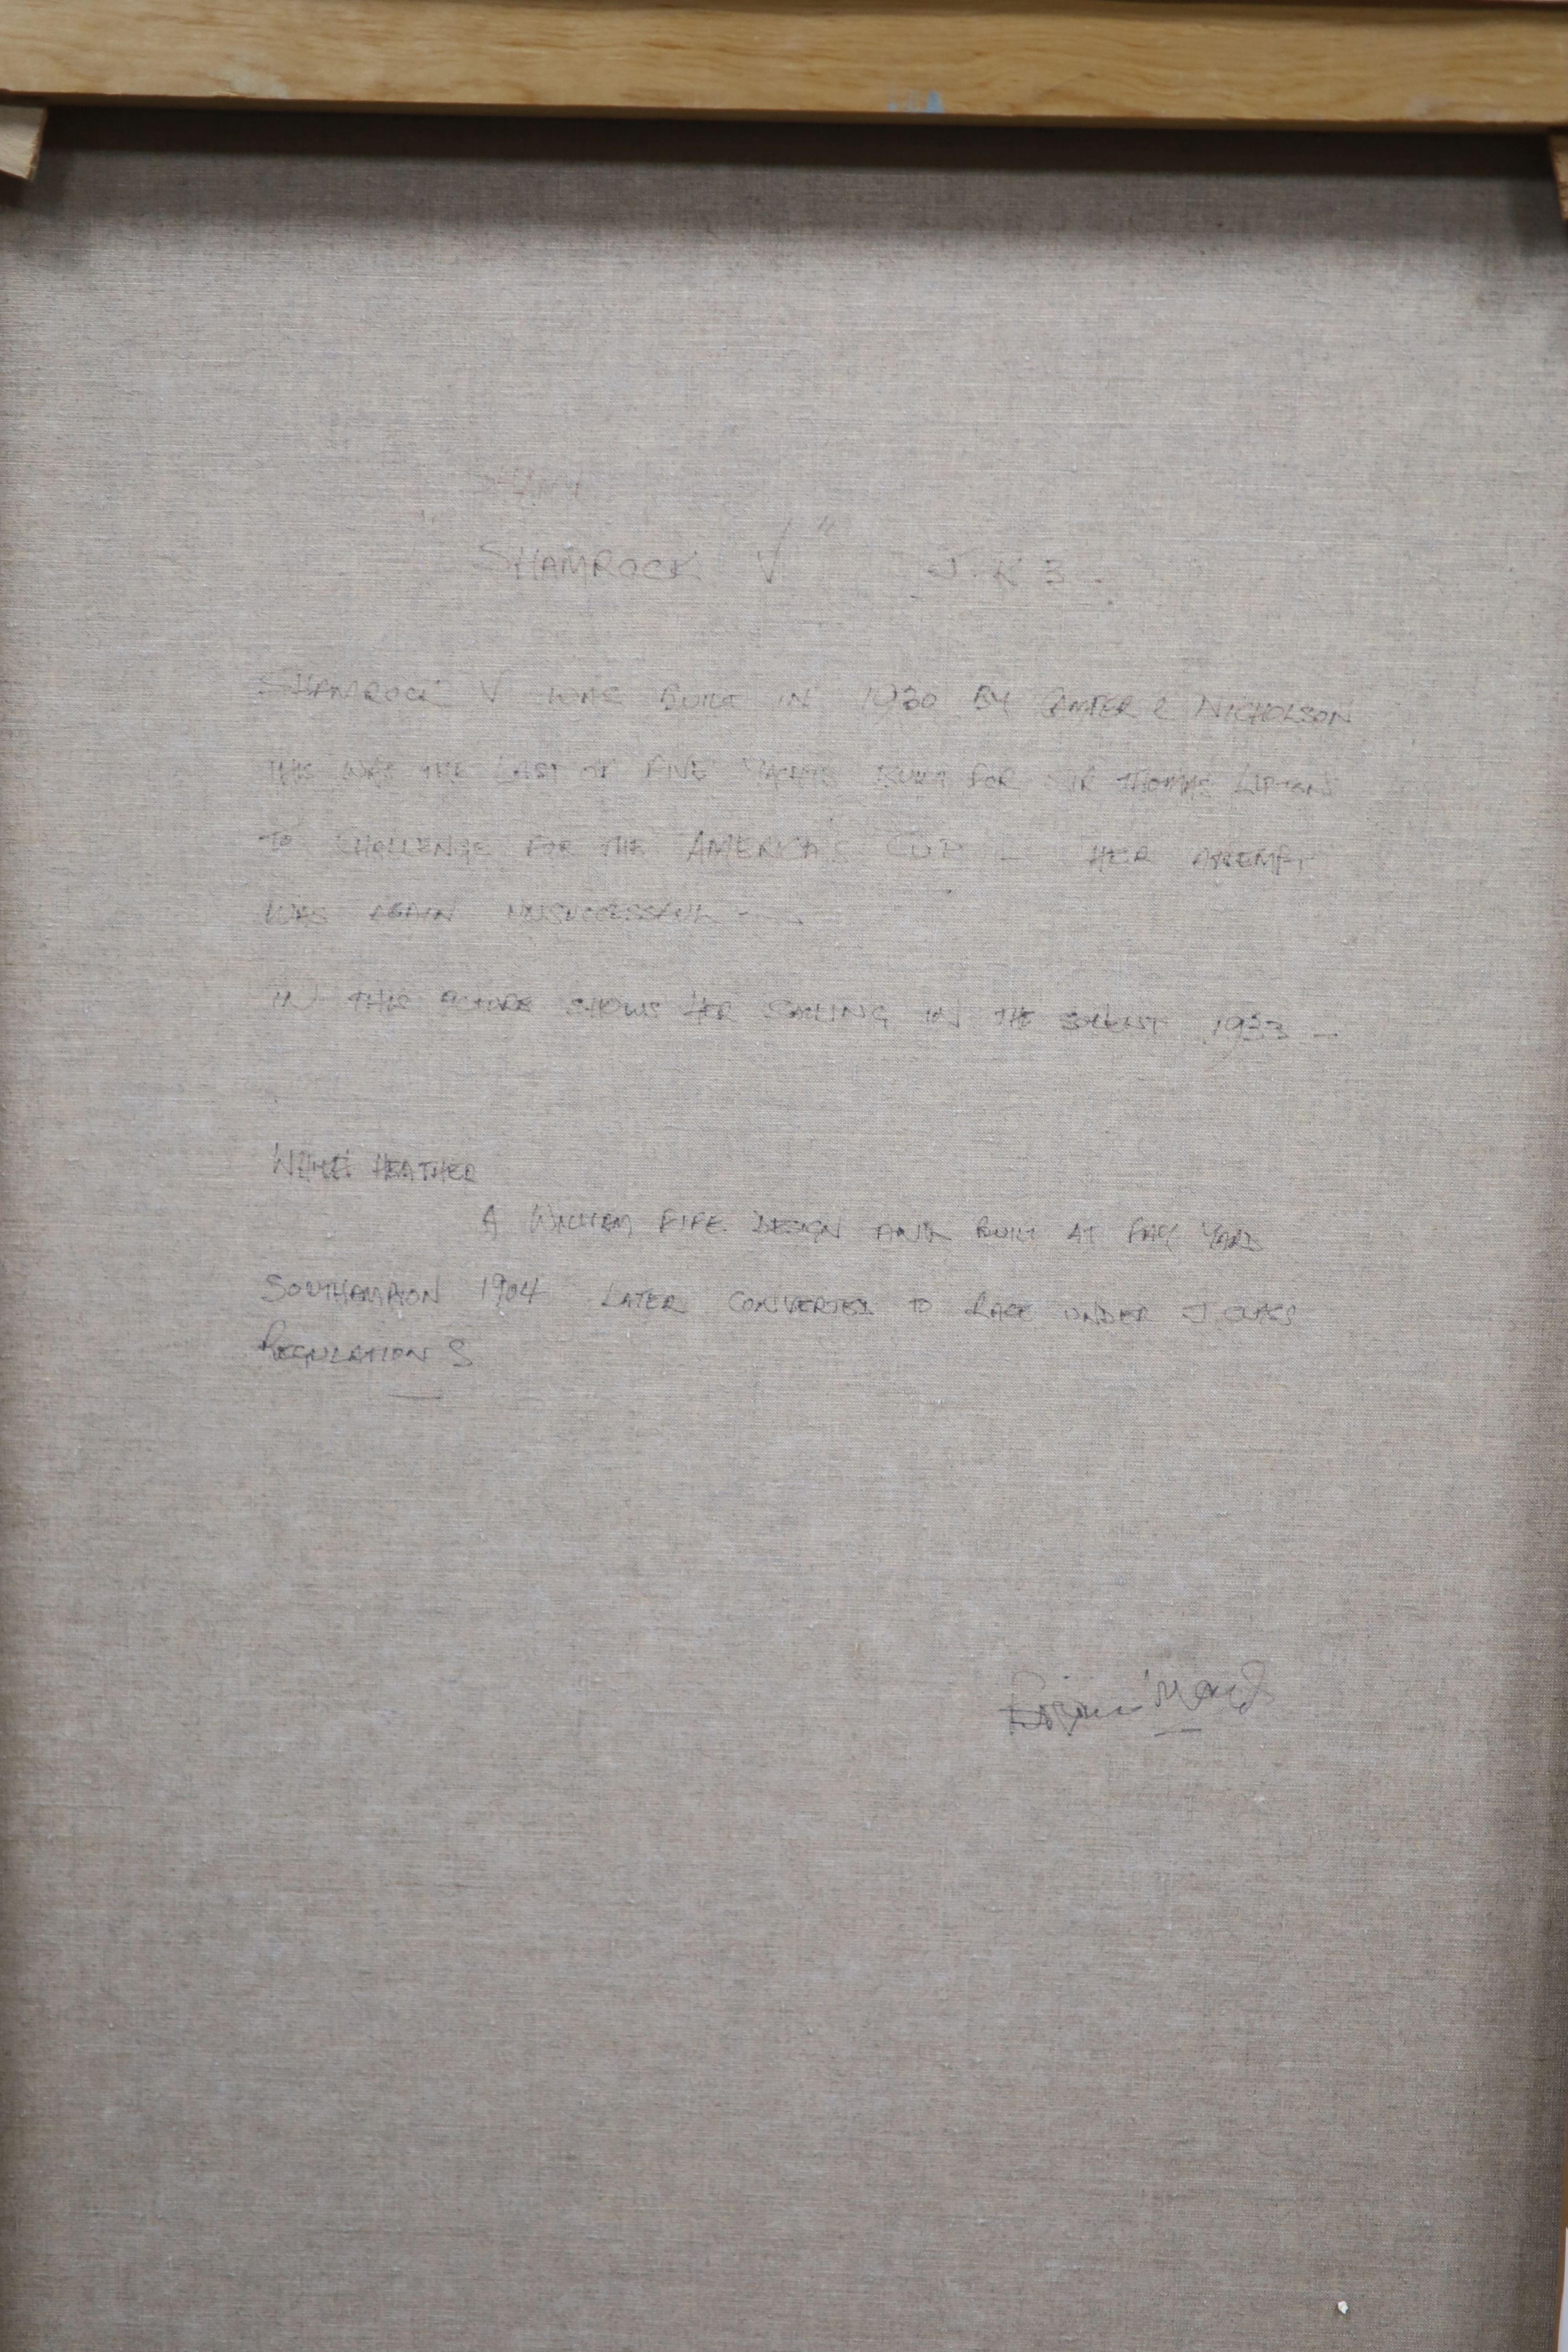 SHAM
"SHAMROCK V" J. K 3.
SHAMROCK V WAS BUILT IN 1930 BY CAMPER & NICHOLSON
THIS WAS THE LAST OF FIVE YACHTS BUILT FOR SIR THOMAS LIPTON
TO CHALLENGE FOR THE AMERICA'S CUP – HER ATTEMPT
WAS AGAIN UNSUCCESSFUL –
IN THIS PICTURE SHOWS HER SAILING IN THE SOLENT 1933 –
WHITE HEATHER
A WILLIAM FIFE DESIGN AND BUILT AT YARD
SOUTHAMPTON 1904 LATER CONVERTED TO RACE UNDER J. CLASS
REGULATIONS